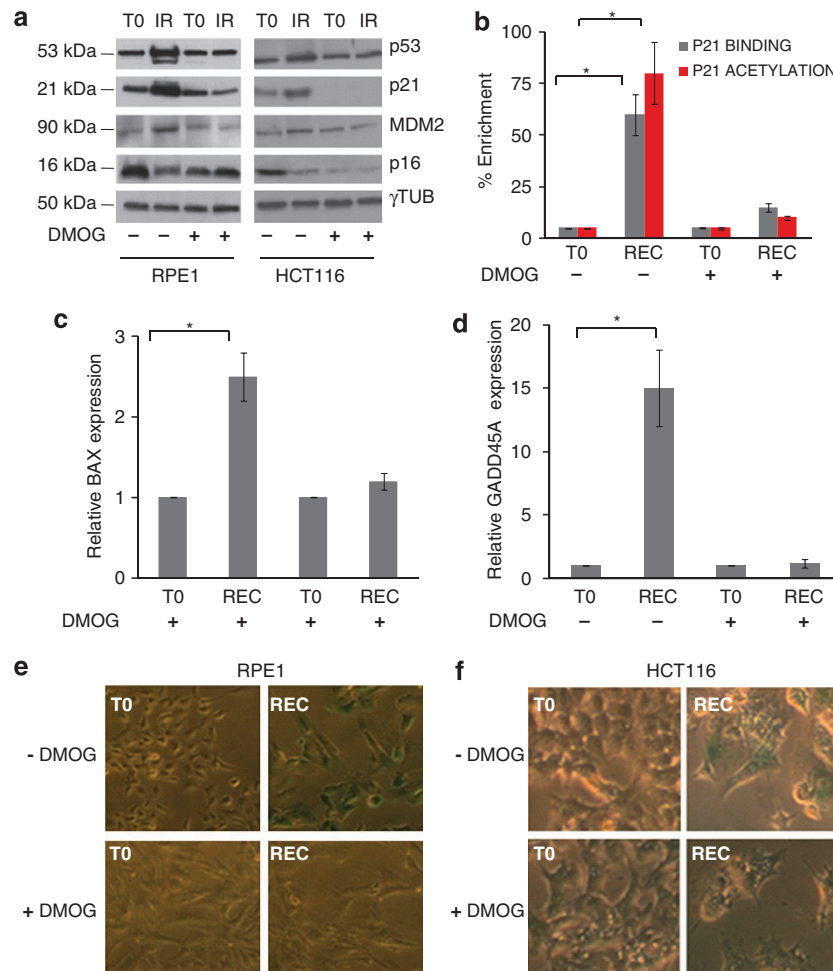 a
T0 IR T0 IR T0 IR T0 IR
53 kDa p53
21 kDa p21
90 kDa MDM2
16 kDa p16
50 kDa γTUB
DMOG – – + + – – + +
RPE1 HCT116
b
% Enrichment
100
75
50
25
0
*
*
P21 BINDING
P21 ACETYLATION
T0 REC T0 REC
DMOG – – + +
c
Relative BAX expression
3
2
1
0
*
T0 REC T0 REC
DMOG + + + +
d
Relative GADD45A expression
20
15
10
5
0
*
T0 REC T0 REC
DMOG – – + +
e
RPE1
- DMOG
T0 REC
+ DMOG
T0 REC
f
HCT116
- DMOG
T0 REC
+ DMOG
T0 REC